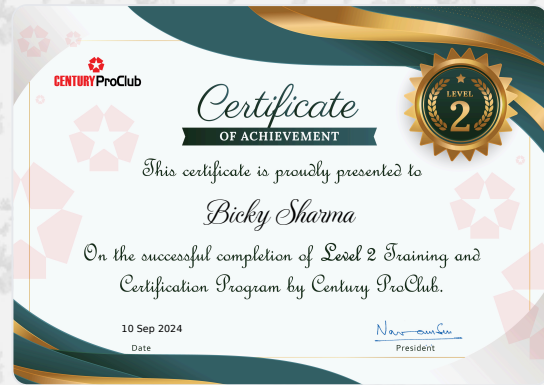 CENTURY ProClub
Certificate
OF ACHIEVEMENT
LEVEL
2
This certificate is proudly presented to
Bicky Sharma
On the successful completion of Level 2 Training and
Certification Program by Century ProClub.
10 Sep 2024
Date
President